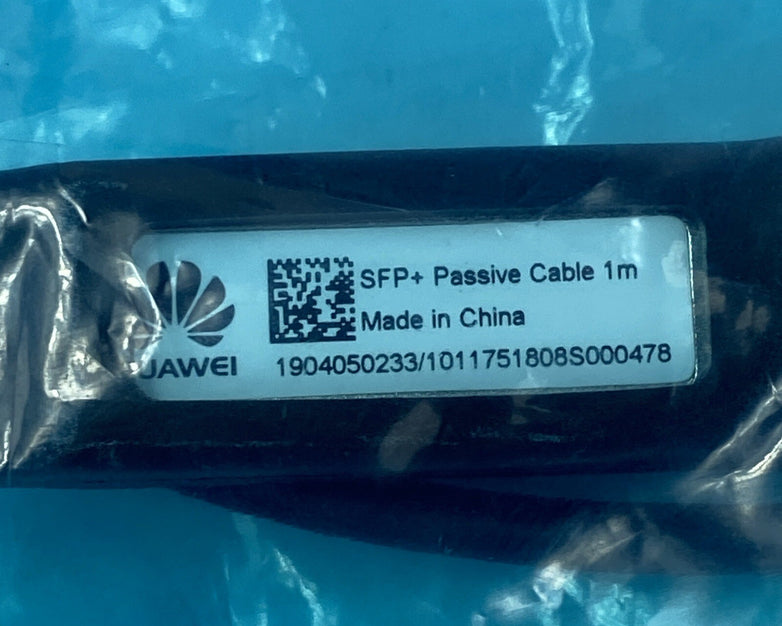 SFP+ Passive Cable 1m
Made in China
HUAWEI
1904050233/1011751808S000478